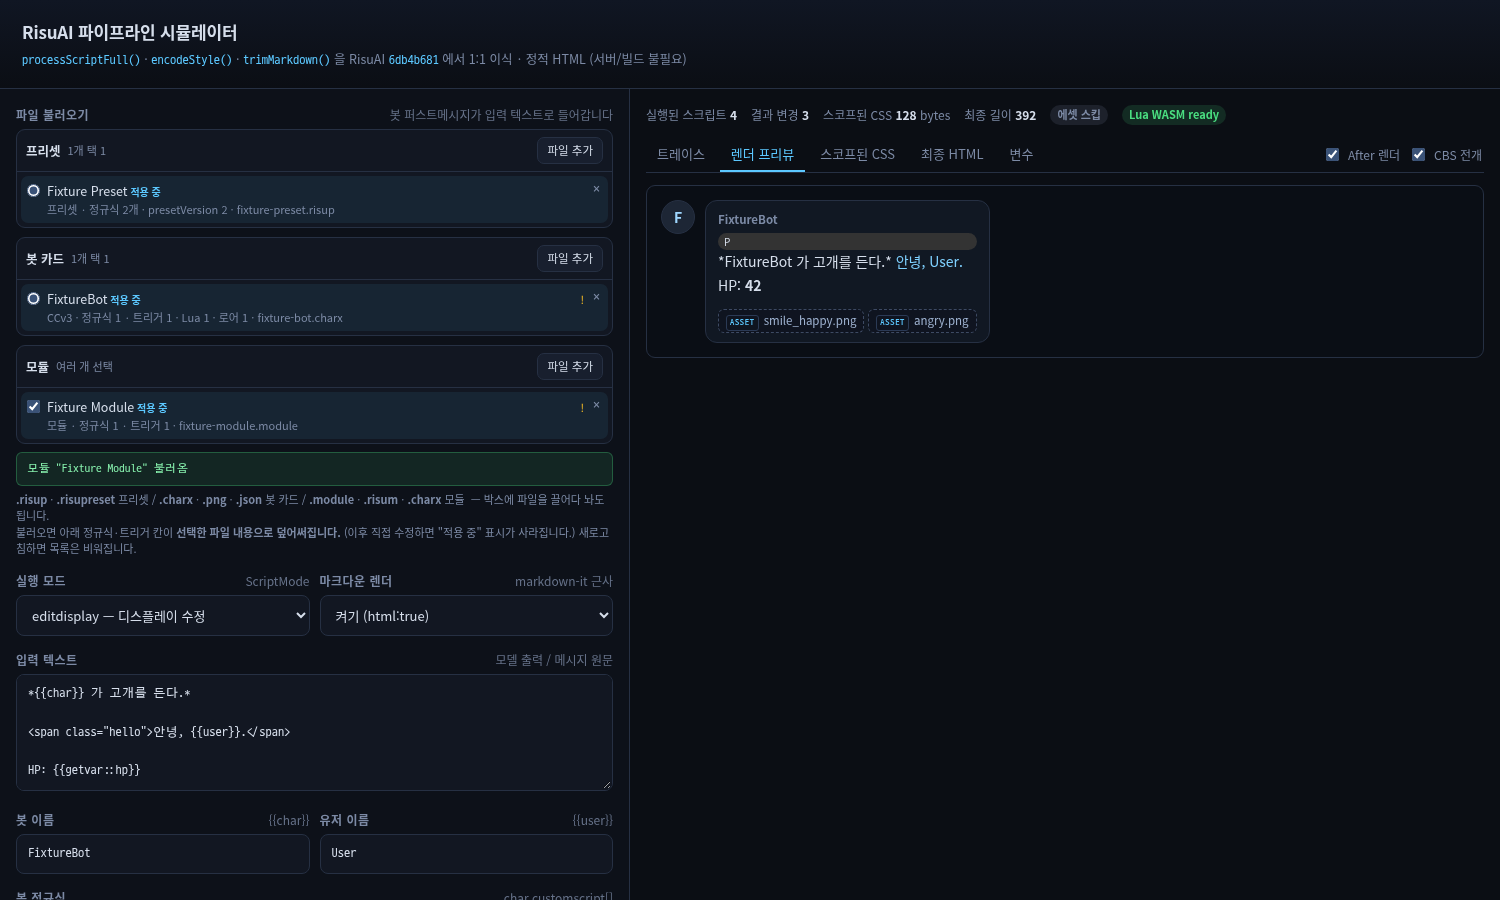 RisuAI 파이프라인 시뮬레이터
processScriptFull() · encodeStyle() · trimMarkdown() 을 RisuAI 6db4b681 에서 1:1 이식 · 정적 HTML (서버/빌드 불필요)
파일 불러오기
봇 퍼스트메시지가 입력 텍스트로 들어갑니다
프리셋 1개 택 1
파일 추가
Fixture Preset 적용 중
×
프리셋 · 정규식 2개 · presetVersion 2 · fixture-preset.risup
봇 카드 1개 택 1
파일 추가
FixtureBot 적용 중
! ×
CCv3 · 정규식 1 · 트리거 1 · Lua 1 · 로어 1 · fixture-bot.charx
모듈 여러 개 선택
파일 추가
Fixture Module 적용 중
! ×
모듈 · 정규식 1 · 트리거 1 · fixture-module.module
모듈 "Fixture Module" 불러옴
.risup · .risupreset 프리셋 / .charx · .png · .json 봇 카드 / .module · .risum · .charx 모듈 — 박스에 파일을 끌어다 놔도
됩니다.
불러오면 아래 정규식·트리거 칸이 선택한 파일 내용으로 덮어써집니다. (이후 직접 수정하면 "적용 중" 표시가 사라집니다.) 새로고
침하면 목록은 비워집니다.
실행 모드 ScriptMode
마크다운 렌더 markdown-it 근사
editdisplay — 디스플레이 수정
켜기 (html:true)
입력 텍스트
모델 출력 / 메시지 원문
*{{char}} 가 고개를 든다.*
<span class="hello">안녕, {{user}}.</span>
HP: {{getvar::hp}}
봇 이름 {{char}}
유저 이름 {{user}}
FixtureBot
User
봇 정규식
char.customscript[]
실행된 스크립트 4 결과 변경 3 스코프된 CSS 128 bytes 최종 길이 392 에셋 스킵 Lua WASM ready
트레이스 렌더 프리뷰 스코프된 CSS 최종 HTML 변수
After 렌더 CBS 전개
F
FixtureBot
P
*FixtureBot 가 고개를 든다.* 안녕, User.
HP: 42
ASSET smile_happy.png ASSET angry.png